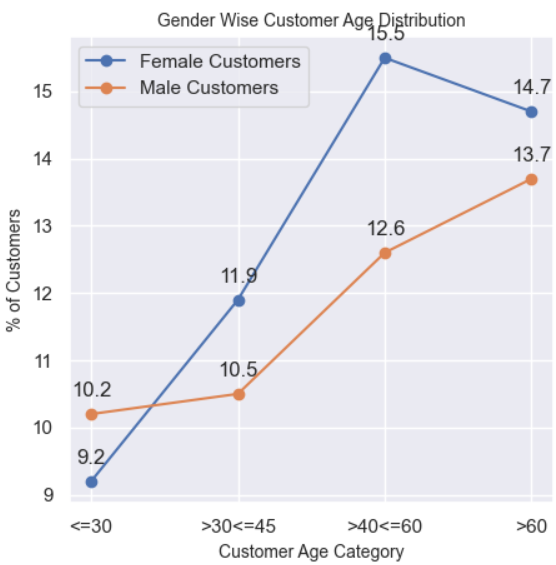 Gender Wise Customer Age Distribution
Female Customers
Male Customers
15.5
14.7
13.7
12.6
11.9
10.5
10.2
9.2
15
14
13
12
11
10
9
% of Customers
<=30 >30<=45 >40<=60 >60
Customer Age Category